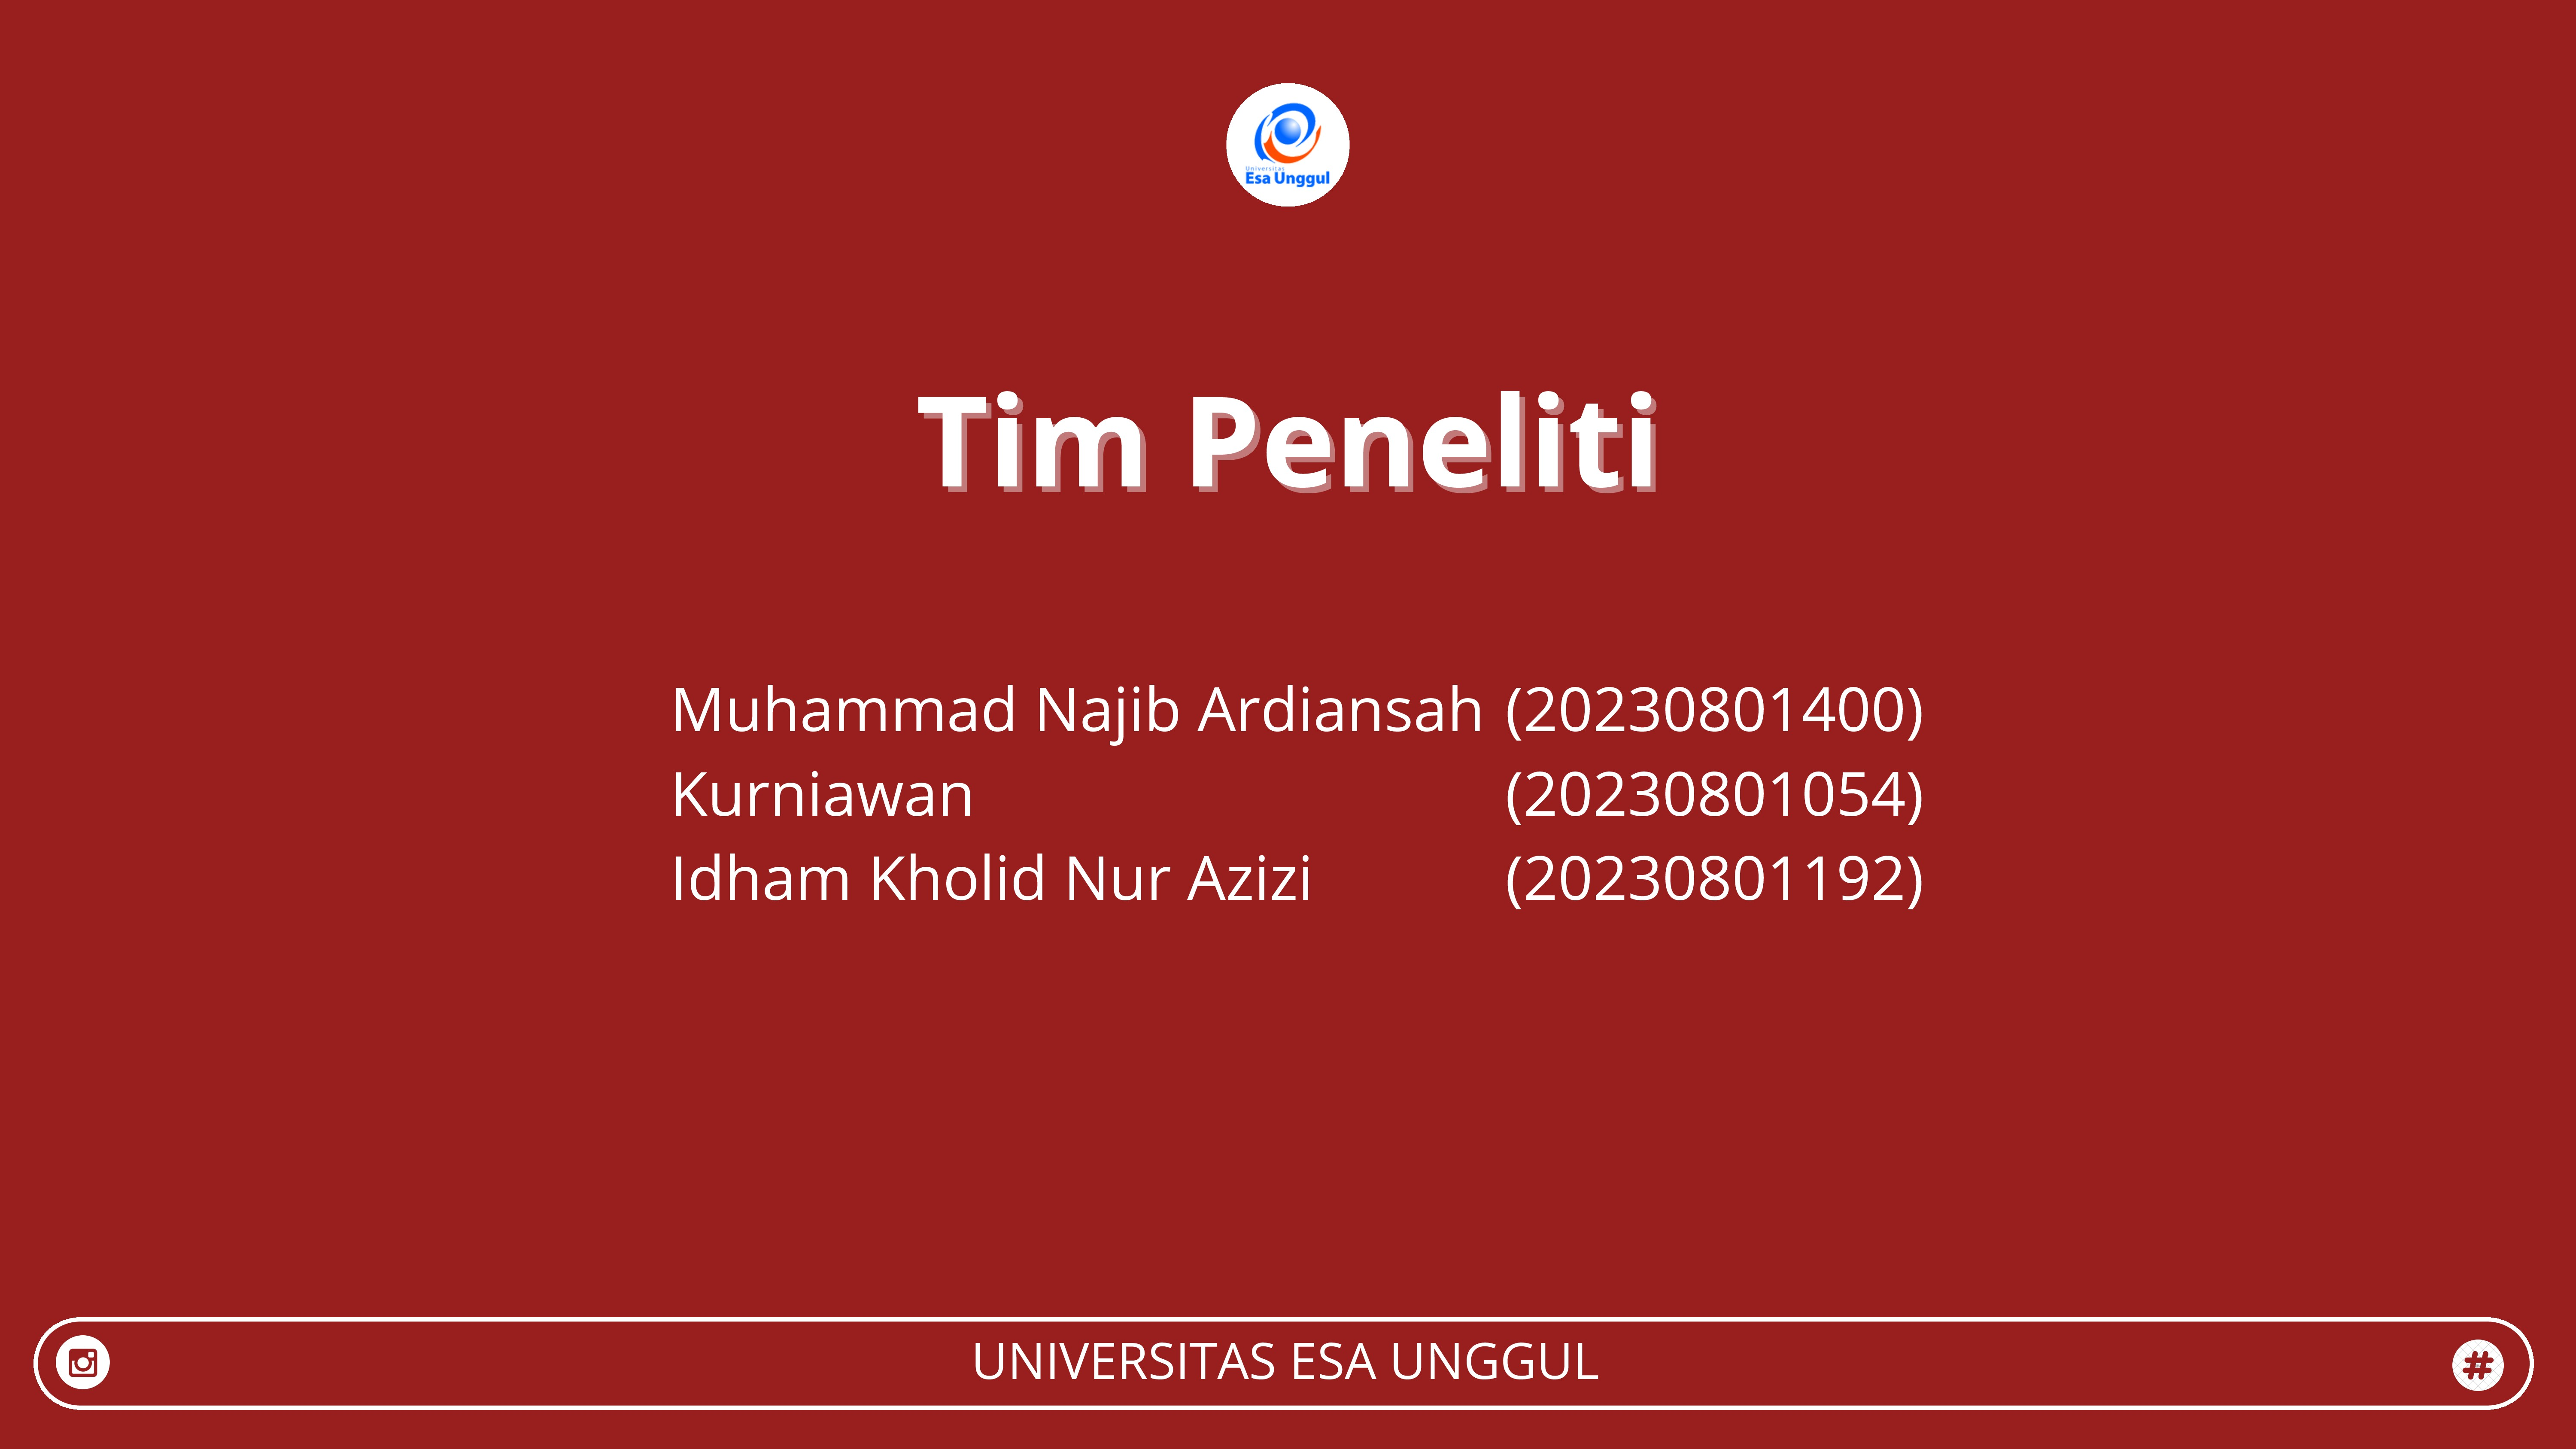 Universitas
Esa Unggul
Tim Peneliti
Muhammad Najib Ardiansah (20230801400)
Kurniawan (20230801054)
Idham Kholid Nur Azizi (20230801192)
UNIVERSITAS ESA UNGGUL
#